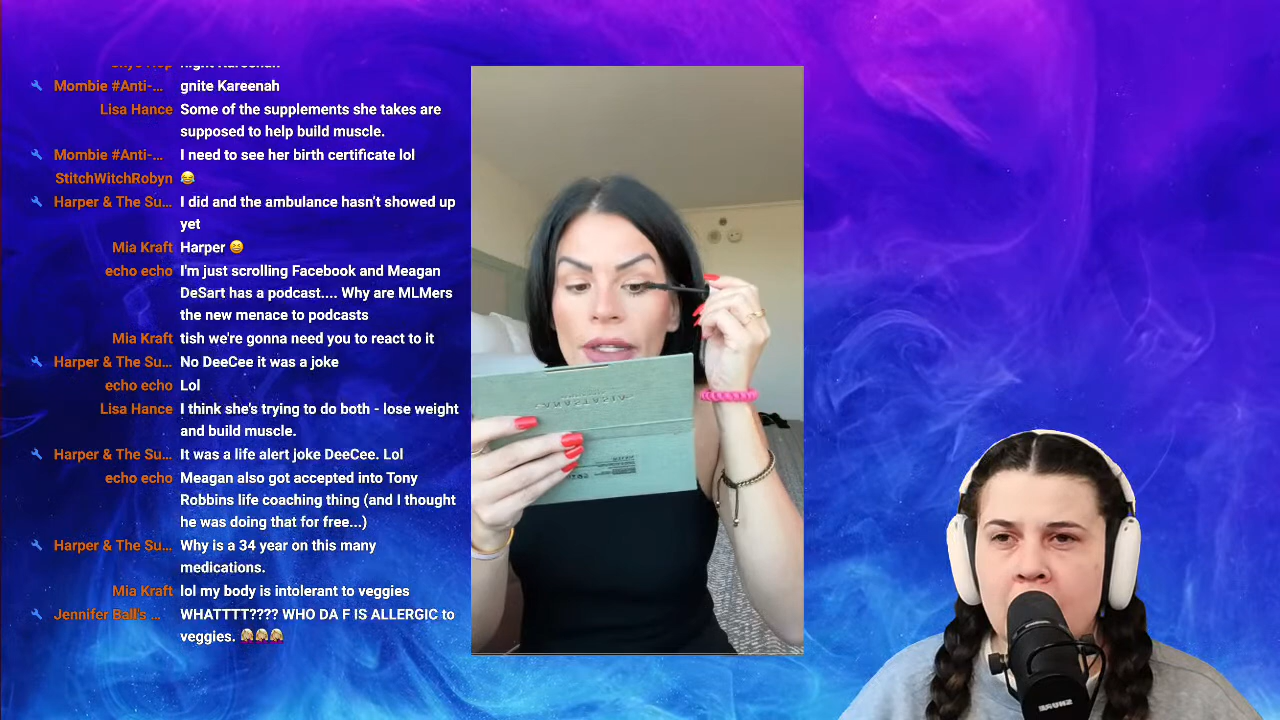 Mombie #Anti-... gnite Kareenah
Lisa Hance Some of the supplements she takes are
supposed to help build muscle.
Mombie #Anti-... I need to see her birth certificate lol
StitchWitchRobyn 😂
Harper & The Su... I did and the ambulance hasn't showed up
yet
Mia Kraft Harper 😆
echo echo I'm just scrolling Facebook and Meagan
DeSart has a podcast.... Why are MLMers
the new menace to podcasts
Mia Kraft tish we're gonna need you to react to it
Harper & The Su... No DeeCee it was a joke
echo echo Lol
Lisa Hance I think she's trying to do both - lose weight
and build muscle.
Harper & The Su... It was a life alert joke DeeCee. Lol
echo echo Meagan also got accepted into Tony
Robbins life coaching thing (and I thought
he was doing that for free...)
Harper & The Su... Why is a 34 year on this many
medications.
Mia Kraft lol my body is intolerant to veggies
Jennifer Ball's ... WHATTTT???? WHO DA F IS ALLERGIC to
veggies.
ANASTASIA
SHURE